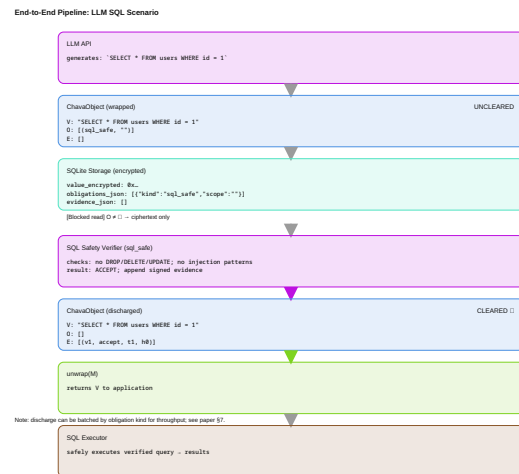 End-to-End Pipeline: LLM SQL Scenario
LLM API
generates: `SELECT * FROM users WHERE id = 1`
ChavaObject (wrapped) UNCLEARED
V: "SELECT * FROM users WHERE id = 1"
O: [(sql_safe, "")]
E: []
SQLite Storage (encrypted)
value_encrypted: 0x…
obligations_json: [{"kind":"sql_safe","scope":""}]
evidence_json: []
[Blocked read] O ≠ □ → ciphertext only
SQL Safety Verifier (sql_safe)
checks: no DROP/DELETE/UPDATE; no injection patterns
result: ACCEPT; append signed evidence
ChavaObject (discharged) CLEARED □
V: "SELECT * FROM users WHERE id = 1"
O: []
E: [(v1, accept, t1, h0)]
unwrap(M)
returns V to application
Note: discharge can be batched by obligation kind for throughput; see paper §7.
SQL Executor
safely executes verified query → results